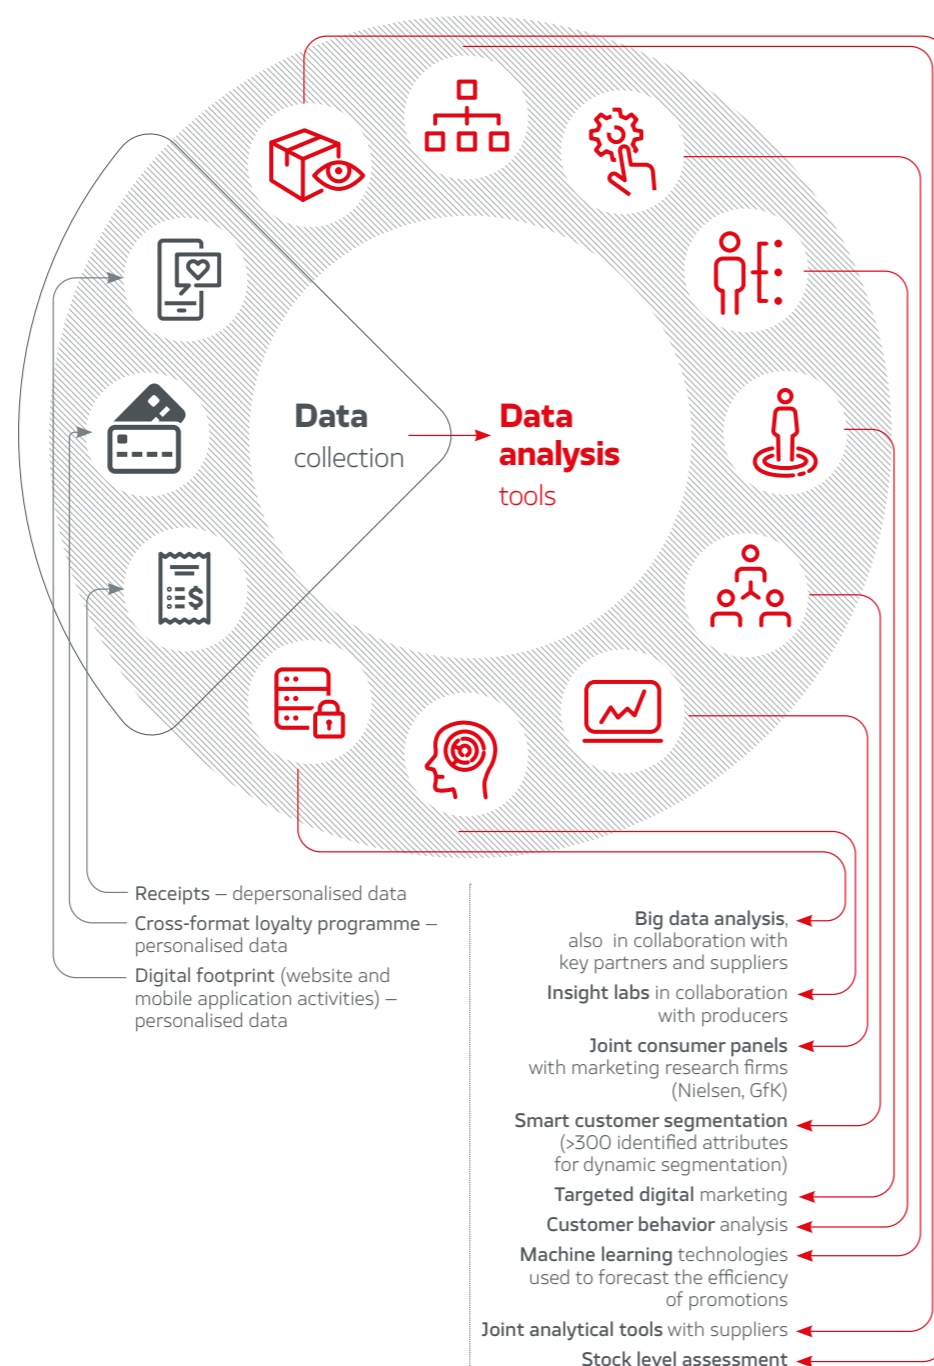 Data
collection
Data
analysis
tools
Receipts – depersonalised data
Cross-format loyalty programme –
personalised data
Digital footprint (website and
mobile application activities) –
personalised data
Big data analysis,
also in collaboration with
key partners and suppliers
Insight labs in collaboration
with producers
Joint consumer panels
with marketing research firms
(Nielsen, GfK)
Smart customer segmentation
(>300 identified attributes
for dynamic segmentation)
Targeted digital marketing
Customer behavior analysis
Machine learning technologies
used to forecast the efficiency
of promotions
Joint analytical tools with suppliers
Stock level assessment